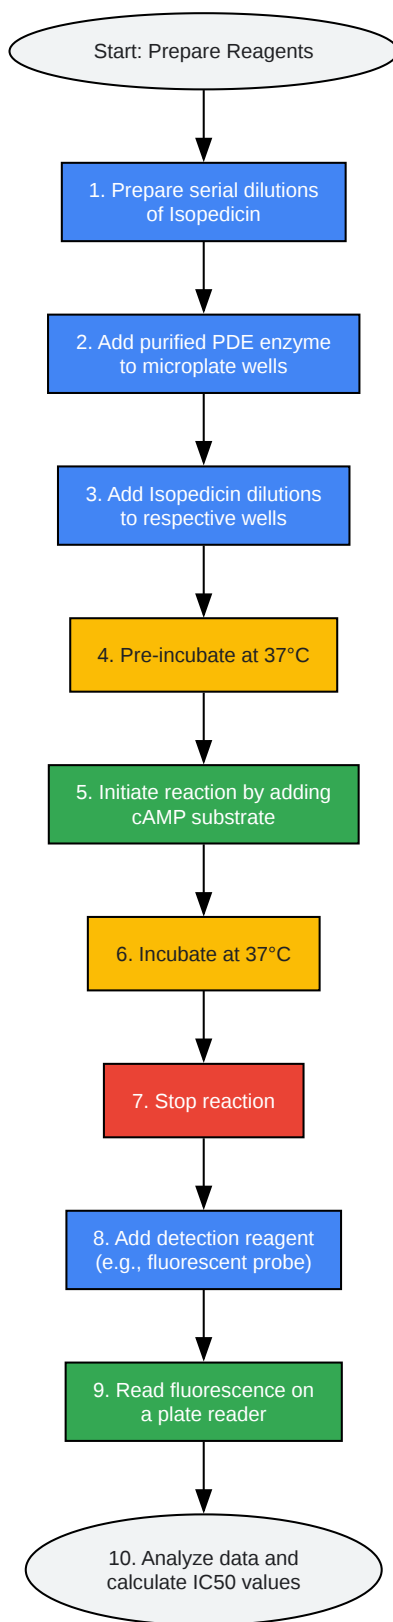 Start: Prepare Reagents
1. Prepare serial dilutions
of Isopedicin
2. Add purified PDE enzyme
to microplate wells
3. Add Isopedicin dilutions
to respective wells
4. Pre-incubate at 37°C
5. Initiate reaction by adding
cAMP substrate
6. Incubate at 37°C
7. Stop reaction
8. Add detection reagent
(e.g., fluorescent probe)
9. Read fluorescence on
a plate reader
10. Analyze data and
calculate IC50 values